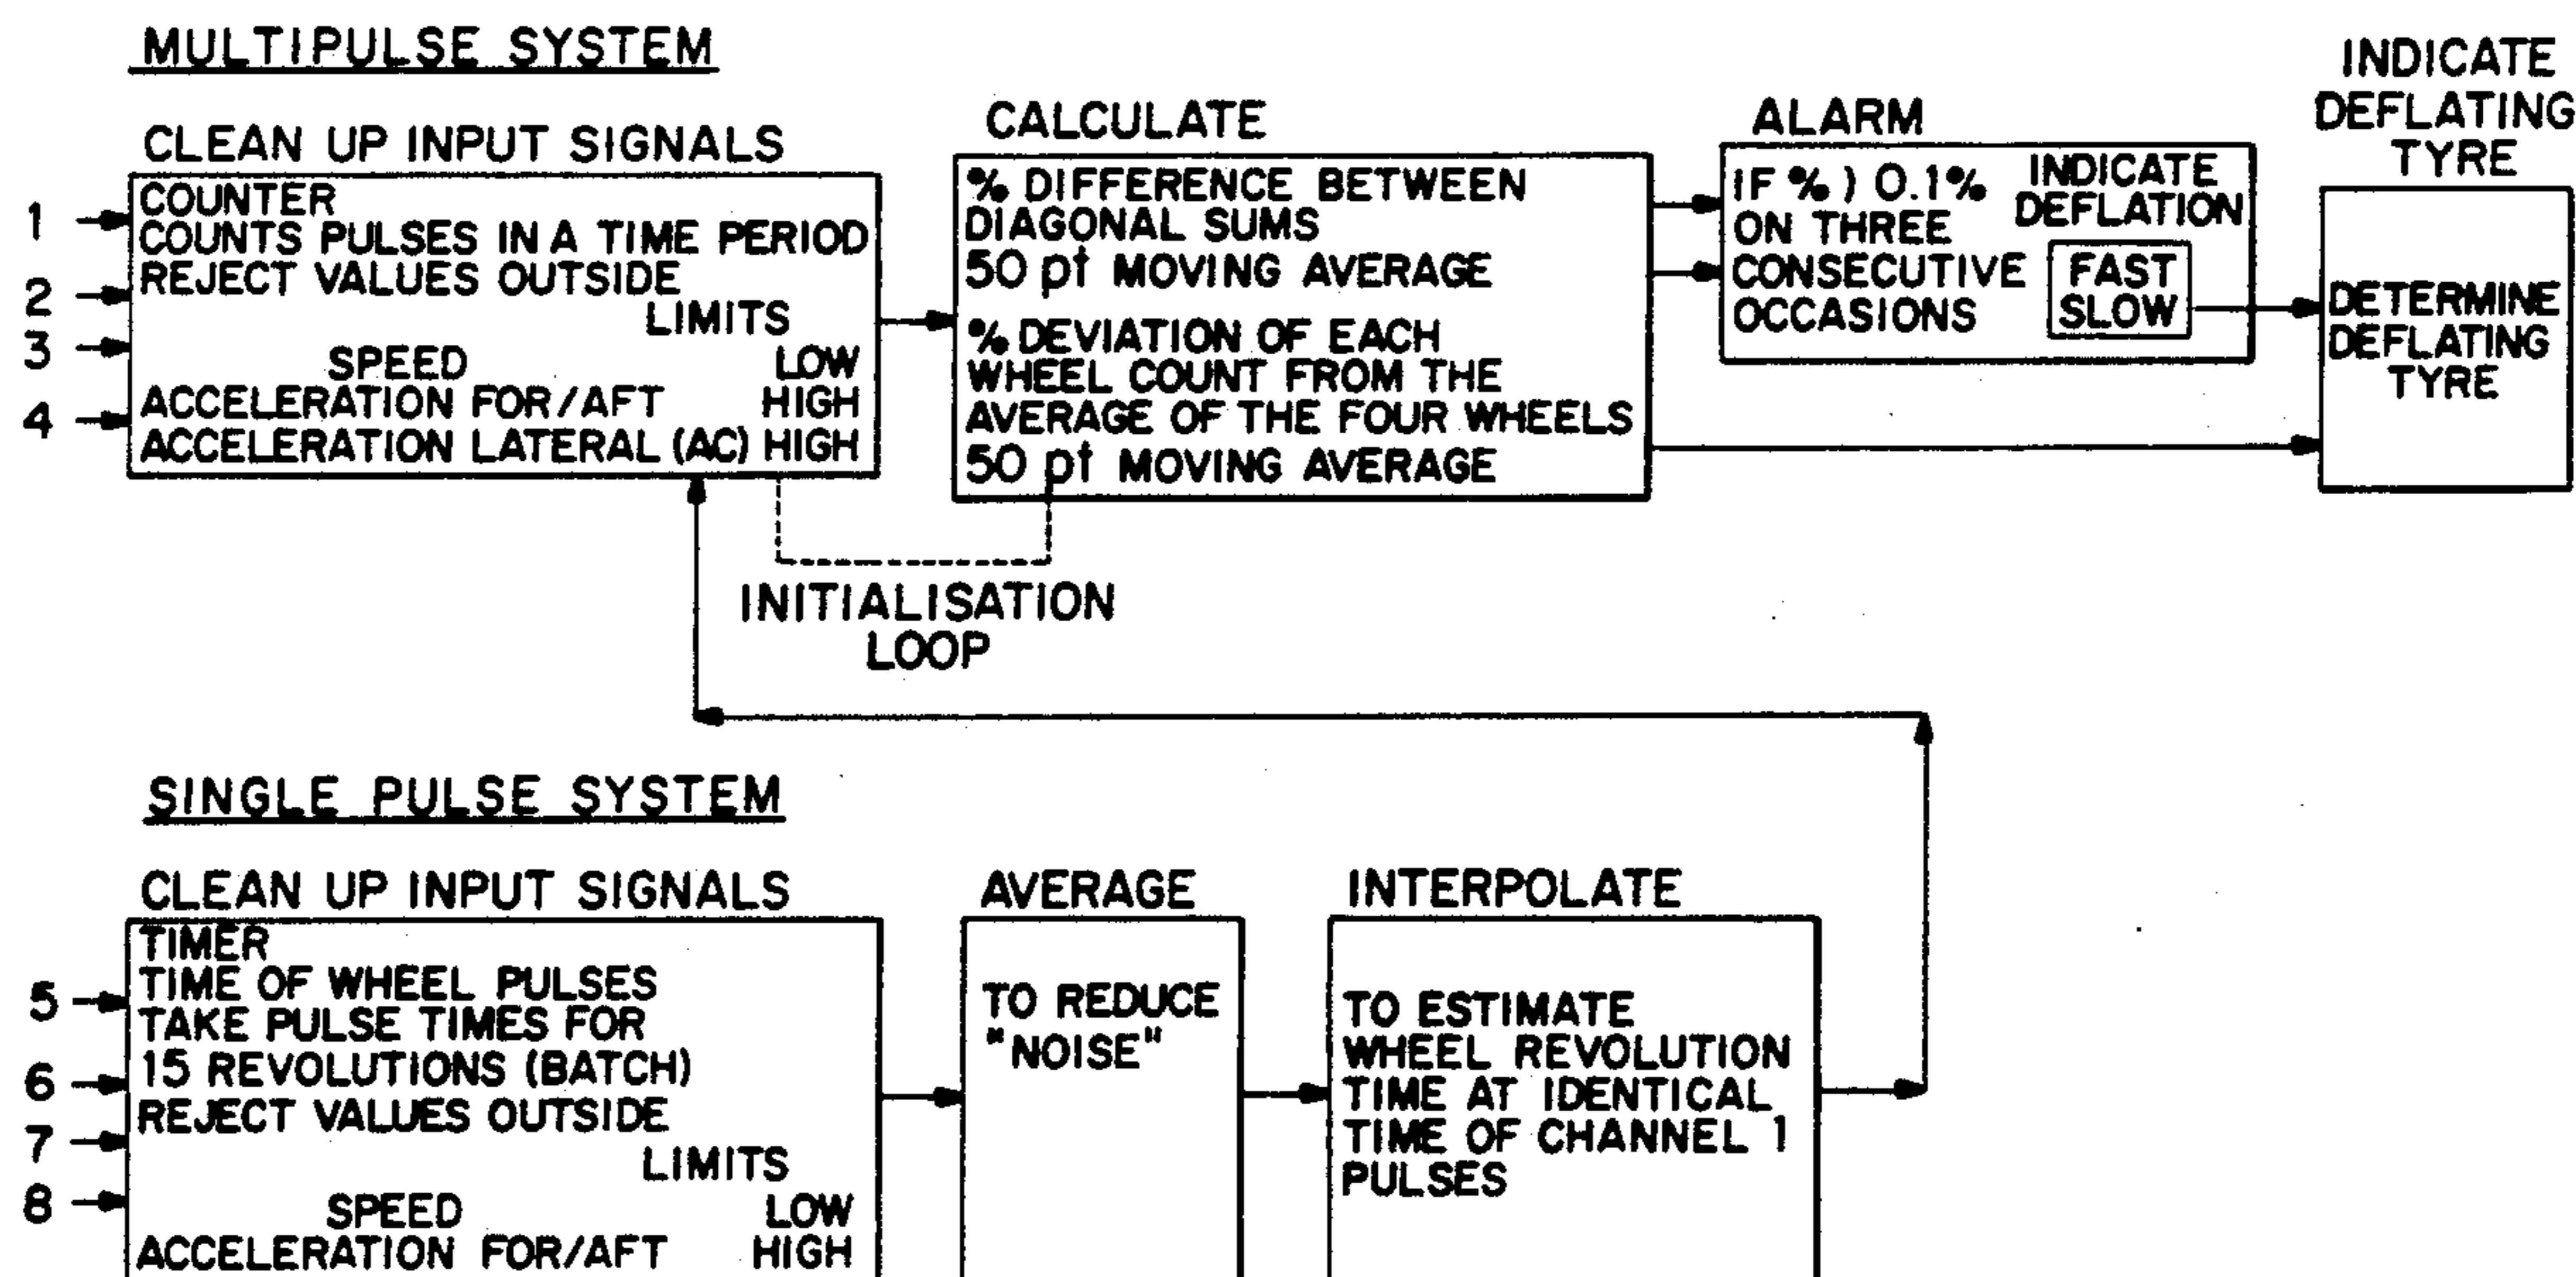 MULTIPULSE SYSTEM
CLEAN UP INPUT SIGNALS
1
2
3
4
COUNTER
COUNTS PULSES IN A TIME PERIOD
REJECT VALUES OUTSIDE
LIMITS
SPEED LOW
ACCELERATION FOR/AFT HIGH
ACCELERATION LATERAL (AC) HIGH
CALCULATE
% DIFFERENCE BETWEEN
DIAGONAL SUMS
50 pt MOVING AVERAGE
% DEVIATION OF EACH
WHEEL COUNT FROM THE
AVERAGE OF THE FOUR WHEELS
50 pt MOVING AVERAGE
ALARM
IF % ) 0.1%
ON THREE
CONSECUTIVE
OCCASIONS
INDICATE
DEFLATION
FAST
SLOW
INDICATE
DEFLATING
TYRE
DETERMINE
DEFLATING
TYRE
INITIALISATION
LOOP
SINGLE PULSE SYSTEM
CLEAN UP INPUT SIGNALS
5
6
7
8
TIMER
TIME OF WHEEL PULSES
TAKE PULSE TIMES FOR
15 REVOLUTIONS (BATCH)
REJECT VALUES OUTSIDE
LIMITS
SPEED LOW
ACCELERATION FOR/AFT HIGH
AVERAGE
TO REDUCE
"NOISE"
INTERPOLATE
TO ESTIMATE
WHEEL REVOLUTION
TIME AT IDENTICAL
TIME OF CHANNEL 1
PULSES